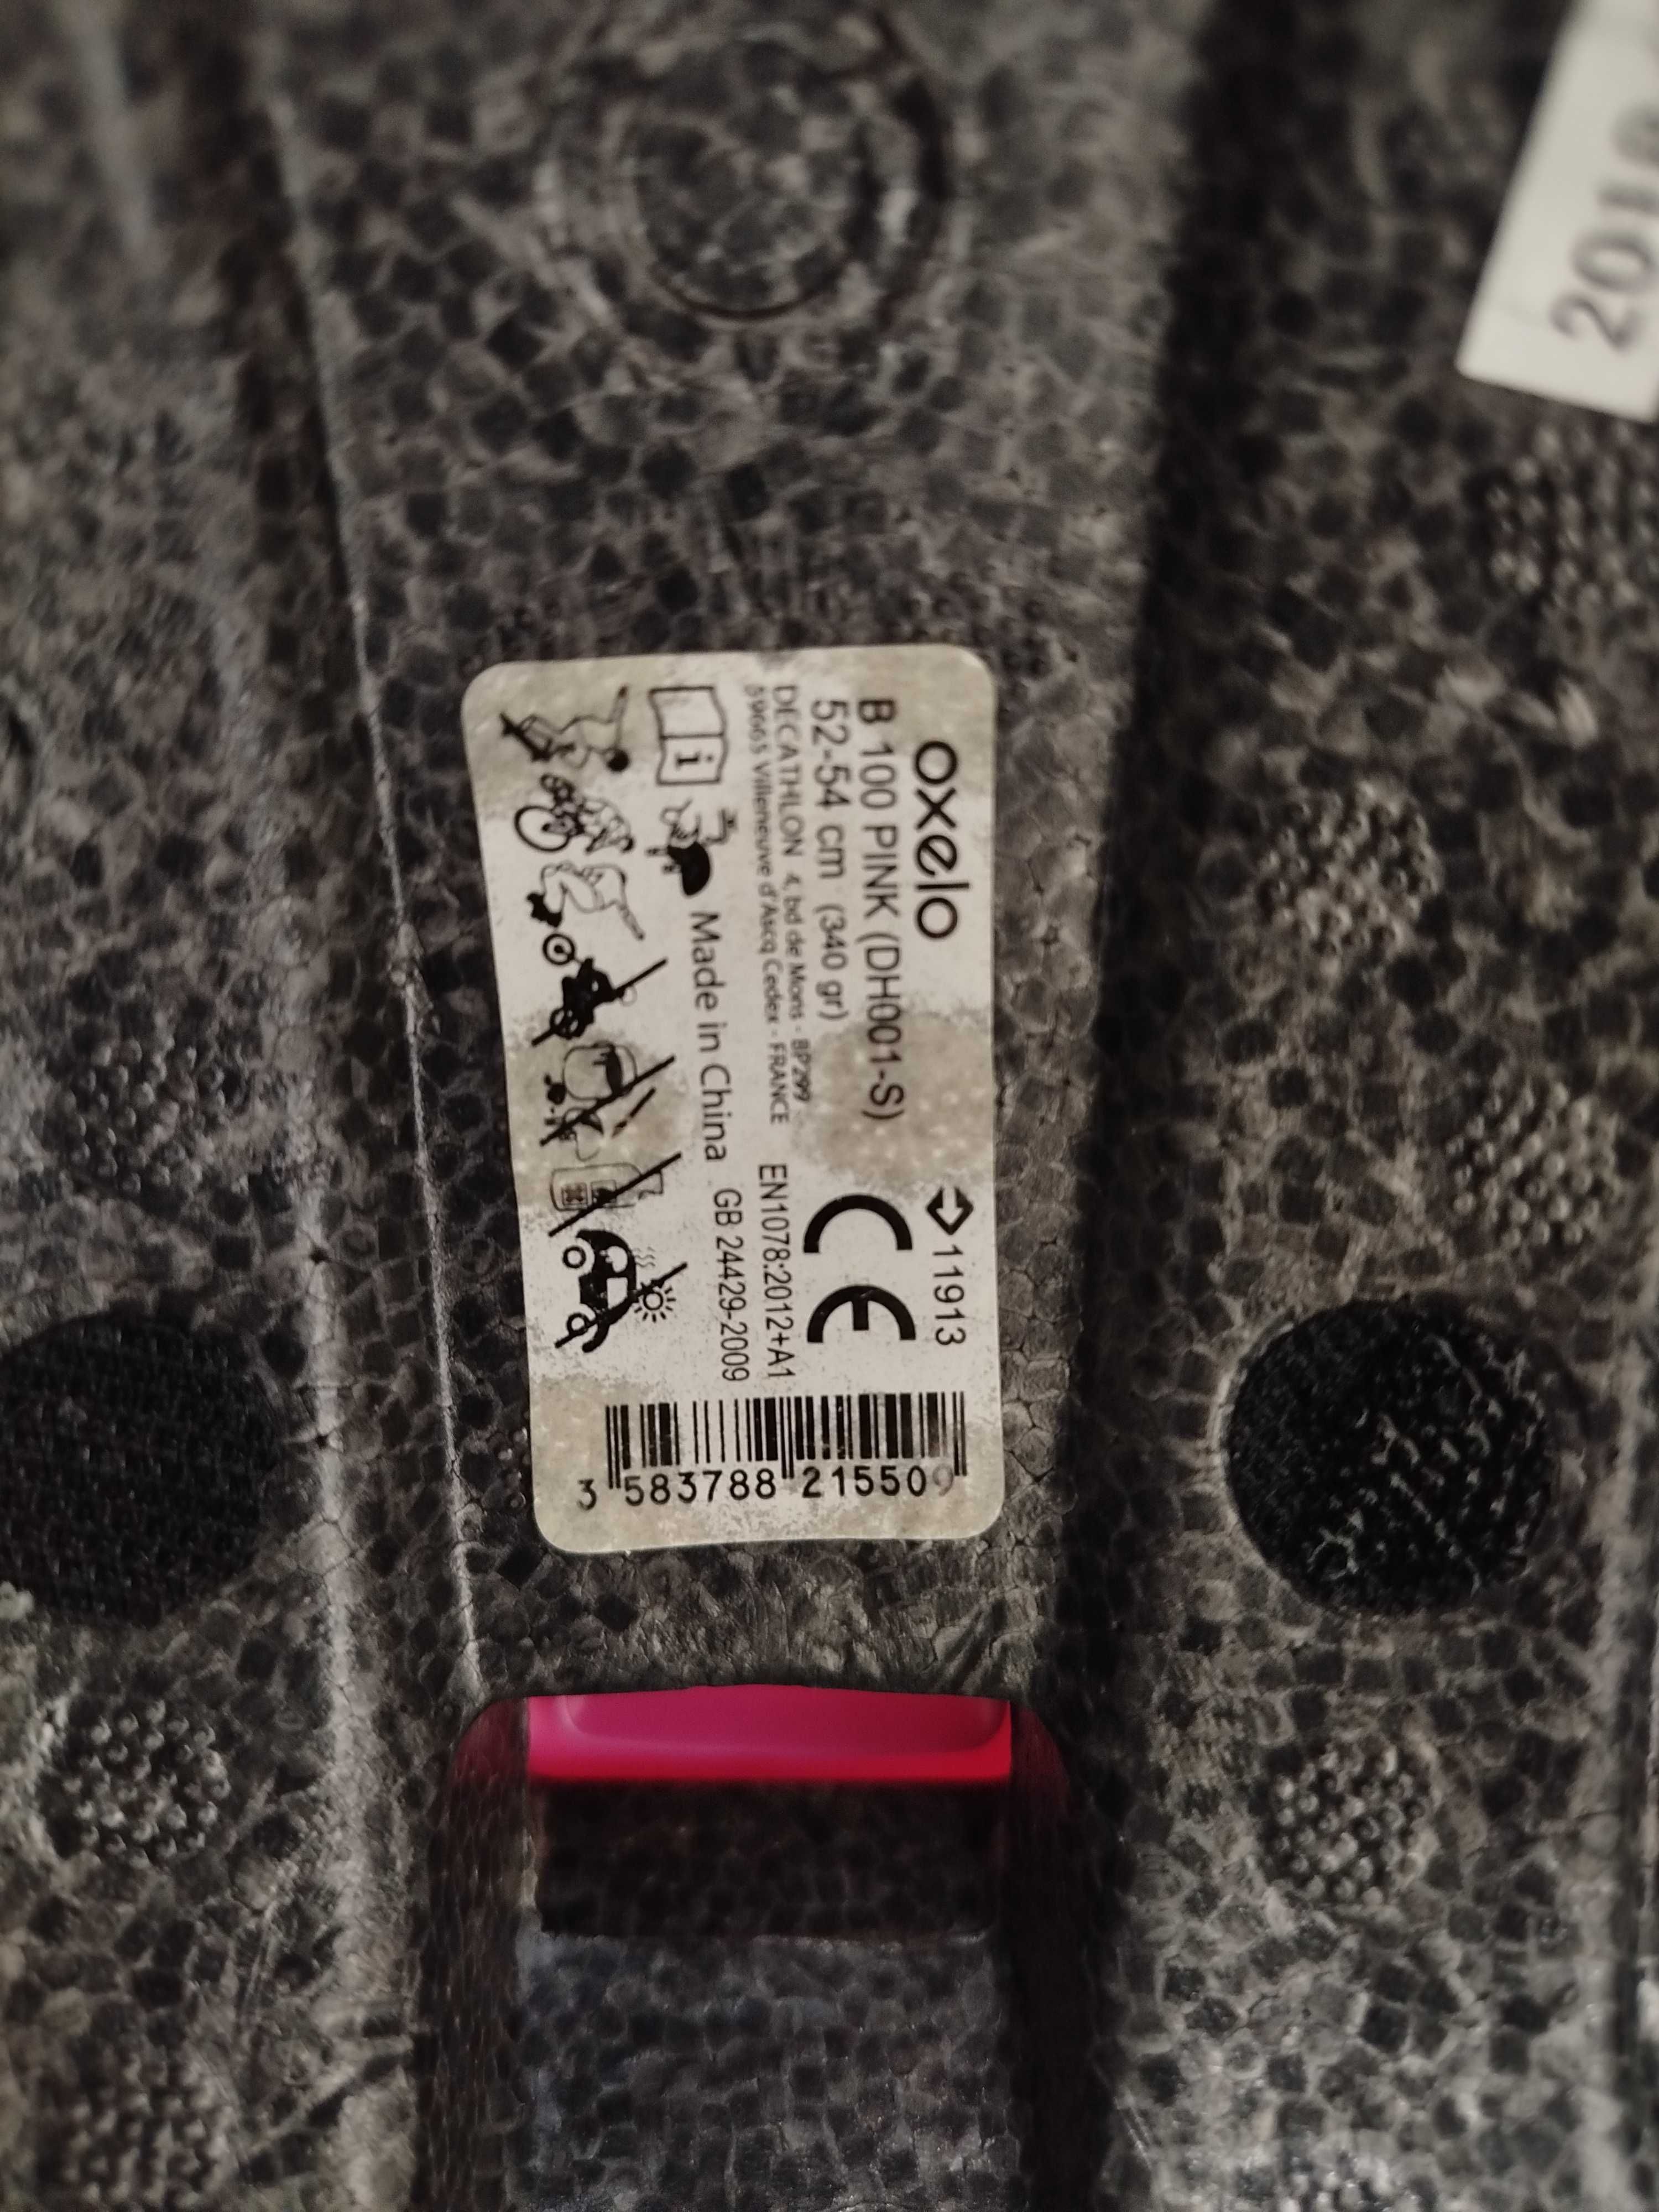 oxelo
11913
B 100 PINK (DH001-S)
52-54 cm (340 gr)
CE
DECATHLON 4, bd de Mons - BP299 -
59665 Villeneuve d'Ascq Cedex - FRANCE
EN1078:2012+A1
Made in China
GB 24429-2009
3 583788 215509